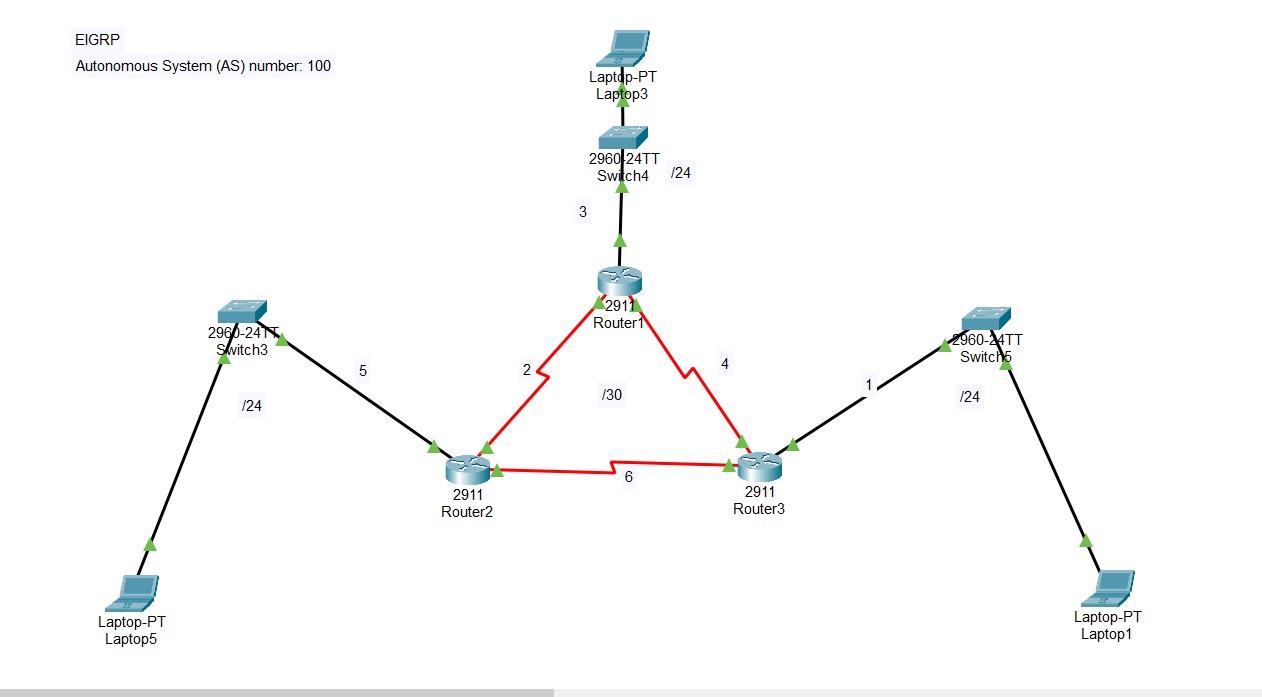 EIGRP
Autonomous System (AS) number: 100
Laptop-PT
Laptop3
2960-24TT
Switch4
/24
3
2911
Router1
2960-24TT
Switch3
2960-24TT
Switch5
5
2
4
1
/24
/30
/24
6
2911
Router2
2911
Router3
Laptop-PT
Laptop5
Laptop-PT
Laptop1